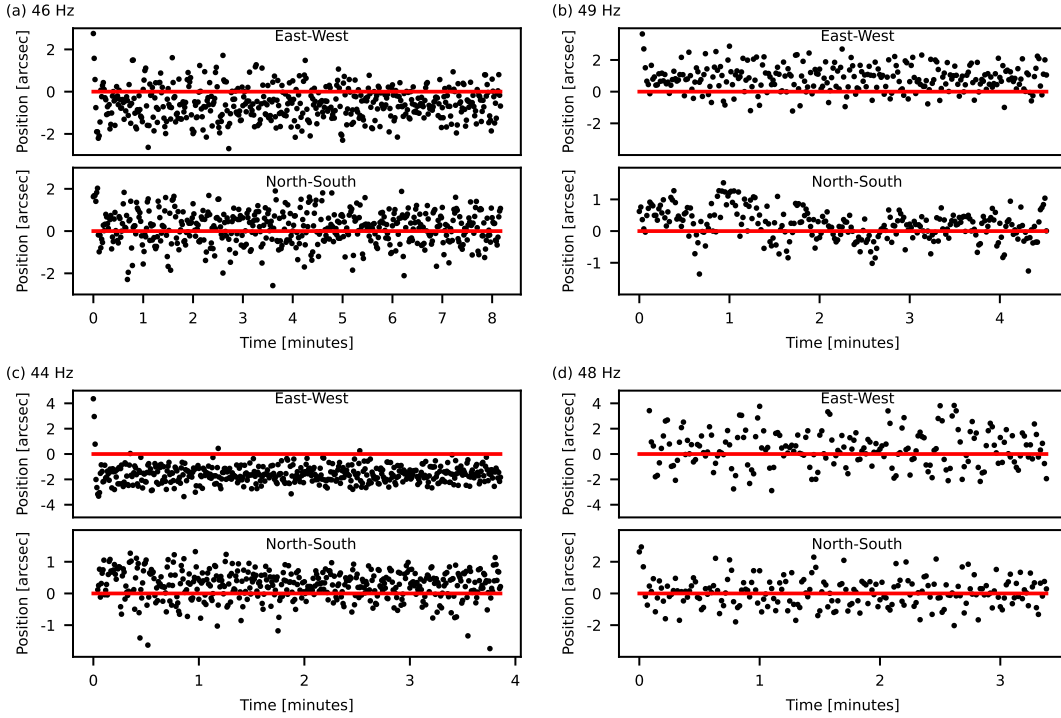 (a) 46 Hz
East-West
Position [arcsec]
2
0
-2
North-South
Position [arcsec]
2
0
-2
0 1 2 3 4 5 6 7 8
Time [minutes]
(b) 49 Hz
East-West
Position [arcsec]
2
0
-2
North-South
Position [arcsec]
1
0
-1
0 1 2 3 4
Time [minutes]
(c) 44 Hz
East-West
Position [arcsec]
4
2
0
-2
-4
North-South
Position [arcsec]
1
0
-1
0 1 2 3 4
Time [minutes]
(d) 48 Hz
East-West
Position [arcsec]
4
2
0
-2
-4
North-South
Position [arcsec]
2
0
-2
0 1 2 3
Time [minutes]